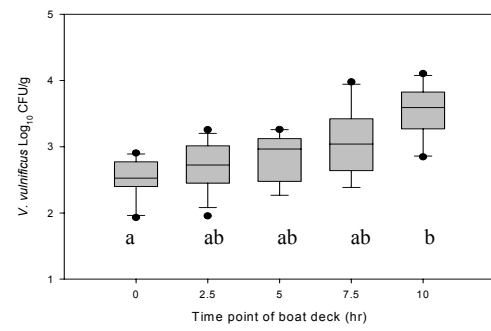 5
4
3
2
1
V. vulnificus Log10 CFU/g
a ab ab ab b
0 2.5 5 7.5 10
Time point of boat deck (hr)